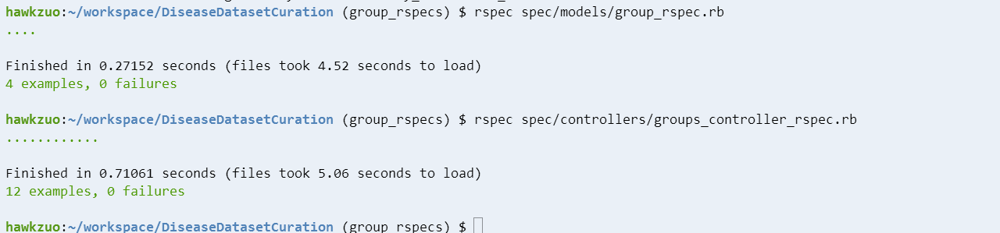 hawkzuo:~/workspace/DiseaseDatasetCuration (group_rspecs) $ rspec spec/models/group_rspec.rb
....
Finished in 0.27152 seconds (files took 4.52 seconds to load)
4 examples, 0 failures
hawkzuo:~/workspace/DiseaseDatasetCuration (group_rspecs) $ rspec spec/controllers/groups_controller_rspec.rb
............
Finished in 0.71061 seconds (files took 5.06 seconds to load)
12 examples, 0 failures
hawkzuo:~/workspace/DiseaseDatasetCuration (group_rspecs) $